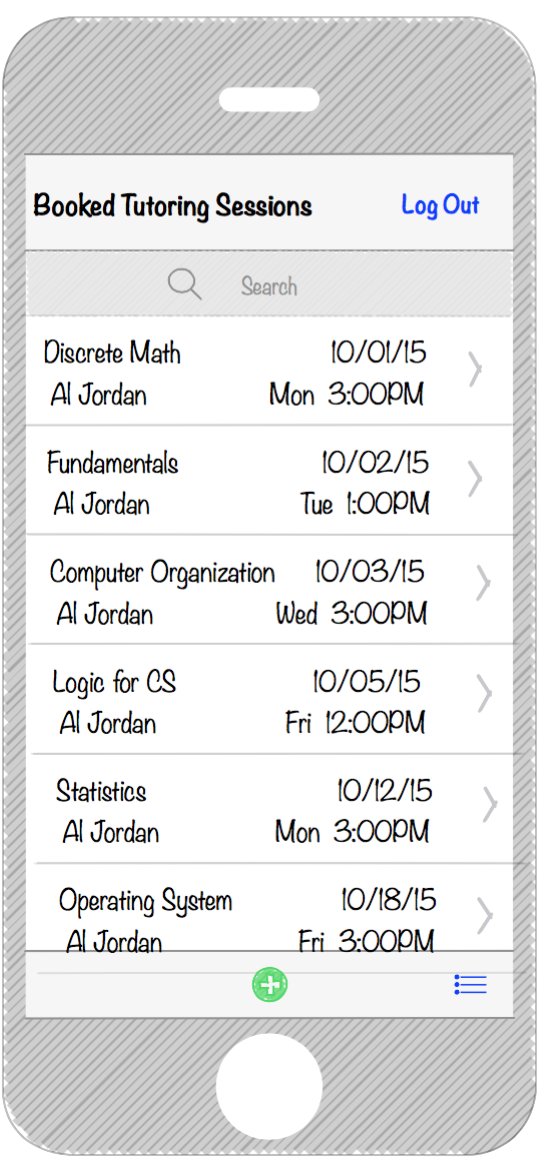 Booked Tutoring Sessions Log Out
Search
Discrete Math 10/01/15
Al Jordan Mon 3:00PM
Fundamentals 10/02/15
Al Jordan Tue 1:00PM
Computer Organization 10/03/15
Al Jordan Wed 3:00PM
Logic for CS 10/05/15
Al Jordan Fri 12:00PM
Statistics 10/12/15
Al Jordan Mon 3:00PM
Operating System 10/18/15
Al Jordan Fri 3:00PM